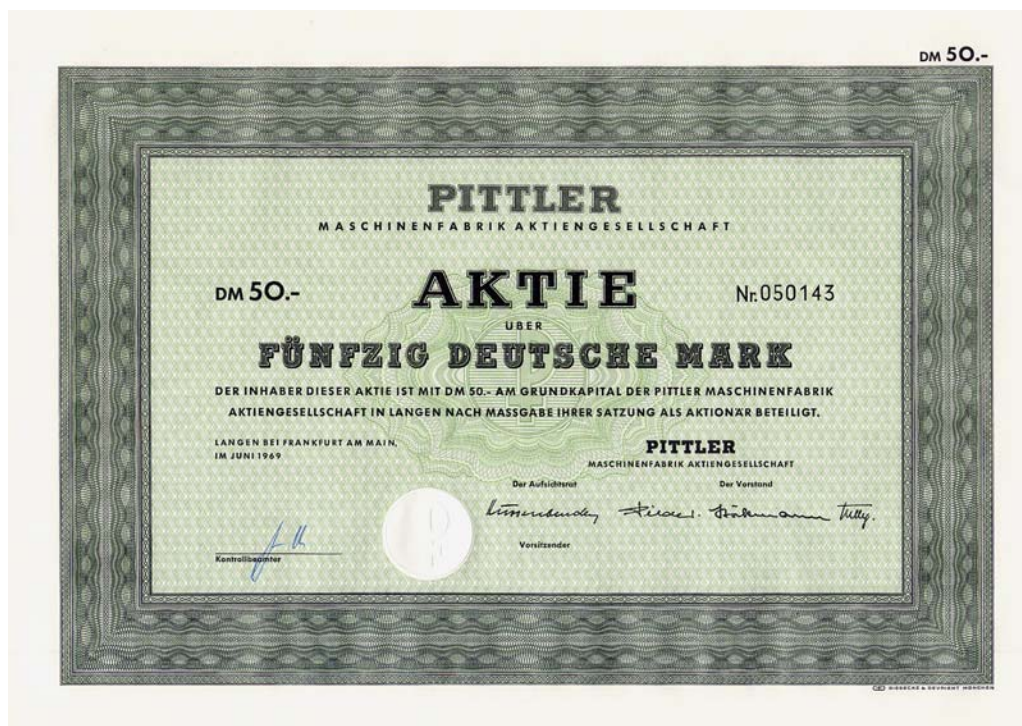 DM 50.-
PITTLER
MASCHINENFABRIK AKTIENGESELLSCHAFT
DM 50.-
AKTIE
Nr. 050143
ÜBER
FÜNFZIG DEUTSCHE MARK
DER INHABER DIESER AKTIE IST MIT DM 50.- AM GRUNDKAPITAL DER PITTLER MASCHINENFABRIK
AKTIENGESELLSCHAFT IN LANGEN NACH MASSGABE IHRER SATZUNG ALS AKTIONÄR BETEILIGT.
LANGEN BEI FRANKFURT AM MAIN,
IM JUNI 1969
PITTLER
MASCHINENFABRIK AKTIENGESELLSCHAFT
Der Aufsichtsrat
Der Vorstand
Vorsitzender
Kontrollbeamter
GIESECKE & DEVRIENT MÜNCHEN